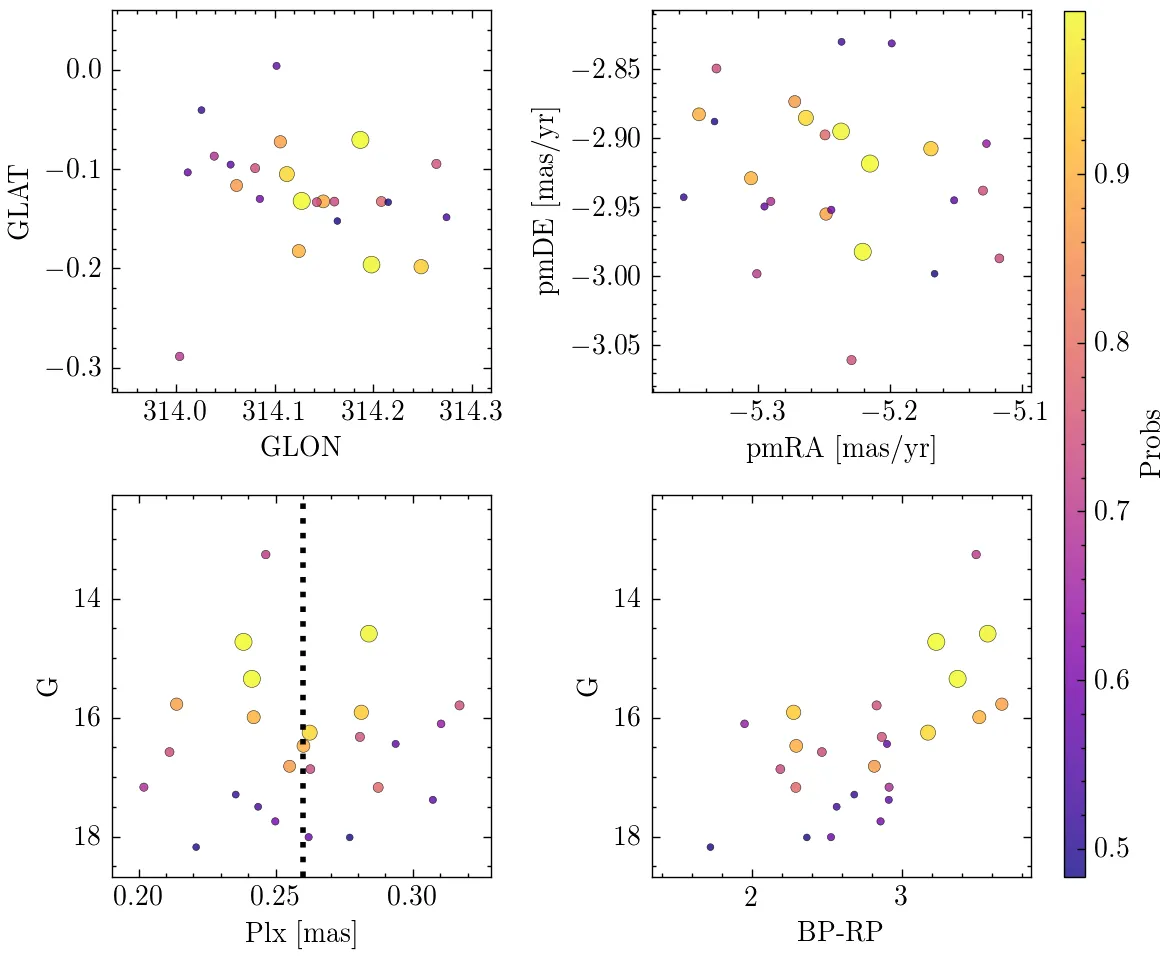 0.0
−0.1
−0.2
−0.3
GLAT
314.0 314.1 314.2 314.3
GLON
−2.85
−2.90
−2.95
−3.00
−3.05
pmDE [mas/yr]
−5.3 −5.2 −5.1
pmRA [mas/yr]
14
16
18
G
0.20 0.25 0.30
Plx [mas]
14
16
18
G
2 3
BP-RP
0.9
0.8
0.7
0.6
0.5
Probs